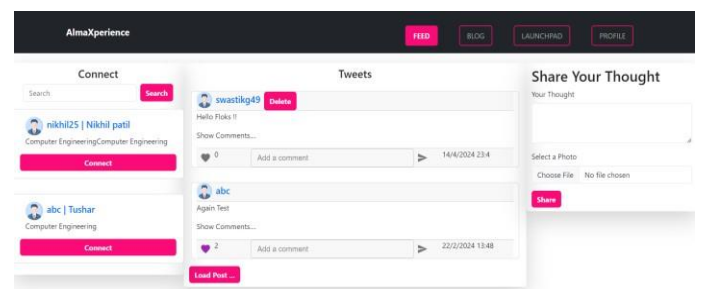 AlmaXperience
FEED
BLOG
LAUNCHPAD
PROFILE
Connect
Search
Search
nikhil25 | Nikhil patil
Computer EngineeringComputer Engineering
Connect
abc | Tushar
Computer Engineering
Connect
Tweets
swastikg49
Delete
Hello Floks !!
Show Comments...
0
Add a comment
14/4/2024 23:4
abc
Again Test
Show Comments...
2
Add a comment
22/2/2024 13:48
Load Post ...
Share Your Thought
Your Thought
Select a Photo
Choose File No file chosen
Share